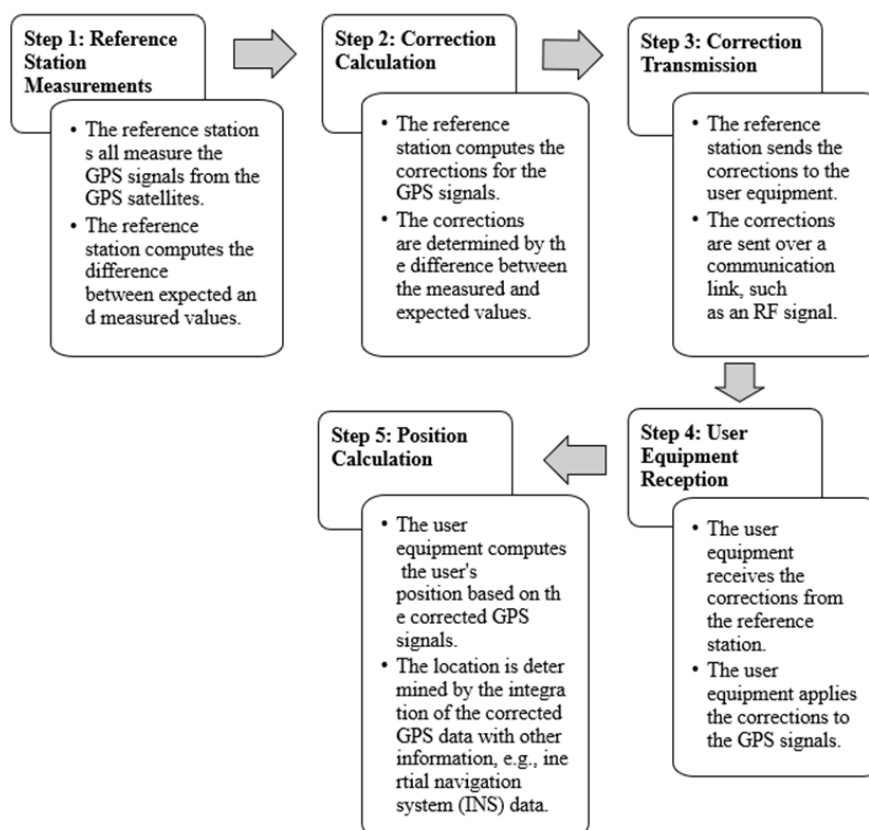 Step 1: Reference
Station
Measurements
• The reference station
s all measure the
GPS signals from the
GPS satellites.
• The reference
station computes the
difference
between expected an
d measured values.
Step 2: Correction
Calculation
• The reference
station computes the
corrections for the
GPS signals.
• The corrections
are determined by th
e difference between
the measured and
expected values.
Step 3: Correction
Transmission
• The reference
station sends the
corrections to the
user equipment.
• The corrections
are sent over a
communication
link, such
as an RF signal.
Step 4: User
Equipment
Reception
• The user
equipment
receives the
corrections from
the reference
station.
• The user
equipment applies
the corrections to
the GPS signals.
Step 5: Position
Calculation
• The user
equipment computes
the user's
position based on th
e corrected GPS
signals.
• The location is deter
mined by the integra
tion of the corrected
GPS data with other
information, e.g., ine
rtial navigation
system (INS) data.